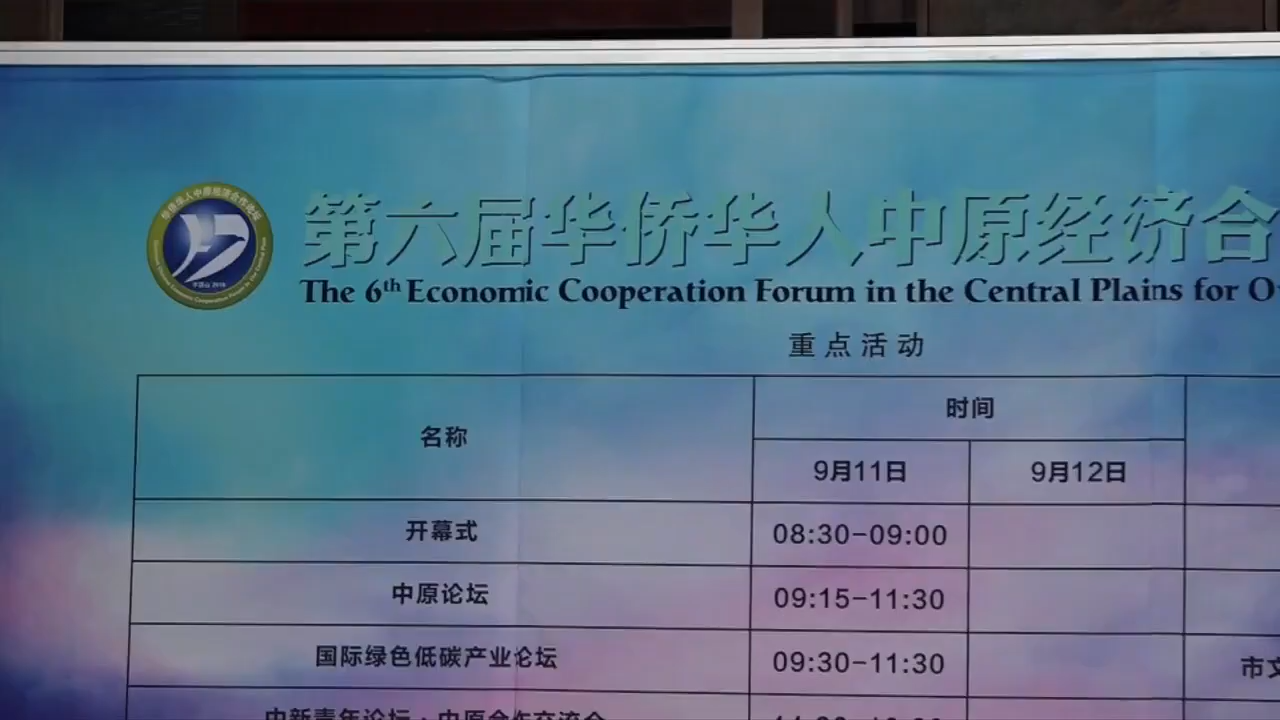 第六届华侨华人中原经济合
The 6th Economic Cooperation Forum in the Central Plains for O
重点活动
名称
时间
9月11日
9月12日
开幕式
08:30-09:00
中原论坛
09:15-11:30
国际绿色低碳产业论坛
09:30-11:30
市文